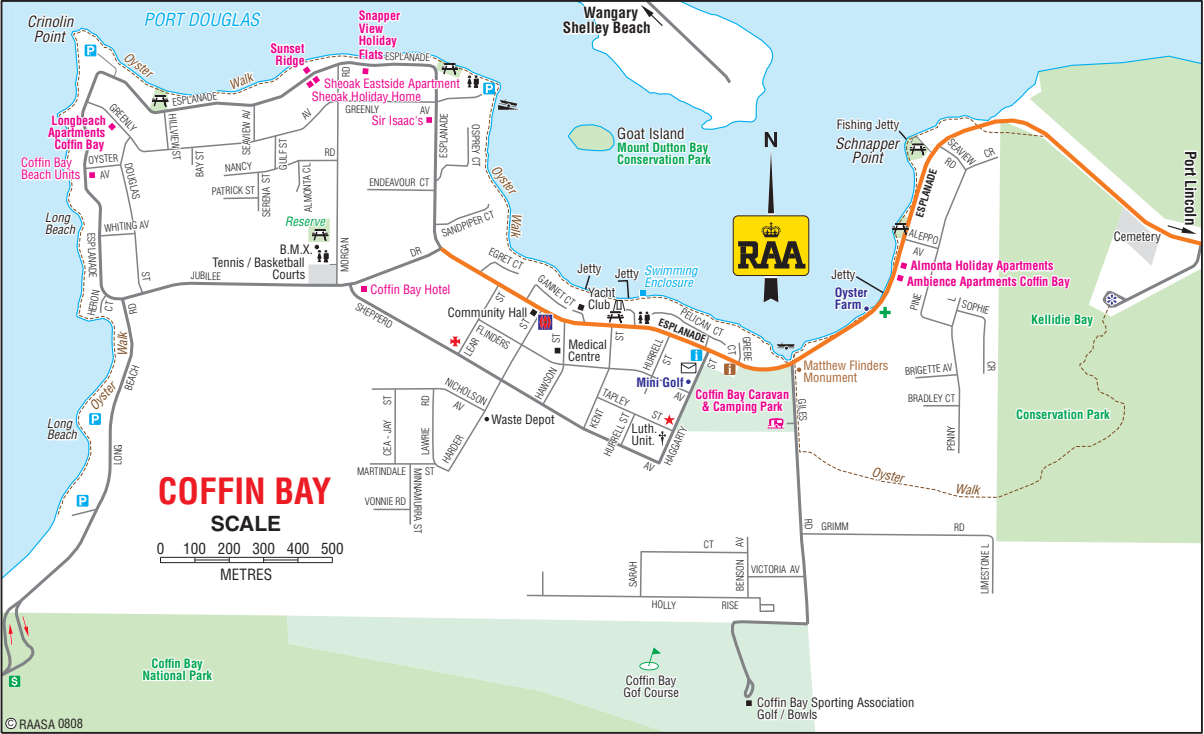 Crinolin
Point
PORT DOUGLAS
Snapper
View
Holiday
Flats
Sunset
Ridge
Wangary
Shelley Beach
P
Oyster
Walk
ESPLANADE
ESPLANADE
RD
Sheoak Eastside Apartment
Sheoak Holiday Home
P
GREENLY
AV
GREENLY
AV
Sir Isaac's
Longbeach
Apartments
Coffin Bay
HILLVIEW ST
SEAVIEW AV
BAY ST
GULF ST
NANCY
RD
ESPLANADE
OSPREY CT
Coffin Bay
Beach Units
OYSTER
AV
DOUGLAS
ST
PATRICK ST
SERENA ST
ALMONTA CL
ENDEAVOUR CT
Oyster
Walk
SANDPIPER CT
Goat Island
Mount Dutton Bay
Conservation Park
N
RAA
Fishing Jetty
Schnapper
Point
SEAVIEW
RD
CR
Port Lincoln
Cemetery
ESPLANADE
Long
Beach
WHITING AV
ESPLANADE
Reserve
B.M.X.
Tennis / Basketball
Courts
MORGAN
DR
JUBILEE
RD
HERON
CT
Coffin Bay Hotel
SHEPPERD
AV
EGRET CT
GANNET CT
Jetty
Jetty
Yacht
Club
Swimming
Enclosure
Community Hall
PELICAN CT
ESPLANADE
GREBE
CT
ALEPPO
AV
Almonta Holiday Apartments
Ambience Apartments Coffin Bay
Jetty
Oyster
Farm
PINE
L
SOPHIE
CR
Kellidie Bay
Conservation Park
ST
FLINDERS
ST
LEAR
Medical
Centre
ST
ST
HAWSON
HURRELL
ST
i
i
ST
Mini Golf
AV
Coffin Bay Caravan
& Camping Park
Matthew Flinders
Monument
GILES
RD
BRIGETTE AV
BRADLEY CT
PENNY
Walk
Oyster
BEACH
LONG
P
Long
Beach
P
NICHOLSON
AV
Waste Depot
TAPLEY
ST
KENT
HURRELL ST
Luth.
Unit.
HAGGARTY
ST
RD
CEA - JAY
LAWRIE
HARDER
MARTINDALE
ST
VONNIE RD
MINNAMURRA ST
Oyster
Walk
COFFIN BAY
SCALE
0 100 200 300 400 500
METRES
GRIMM
RD
LIMESTONE L
CT
AV
SARAH
BENSON
VICTORIA AV
HOLLY
RISE
Coffin Bay
National Park
S
Coffin Bay
Gof Course
Coffin Bay Sporting Association
Golf / Bowls
© RAASA 0808